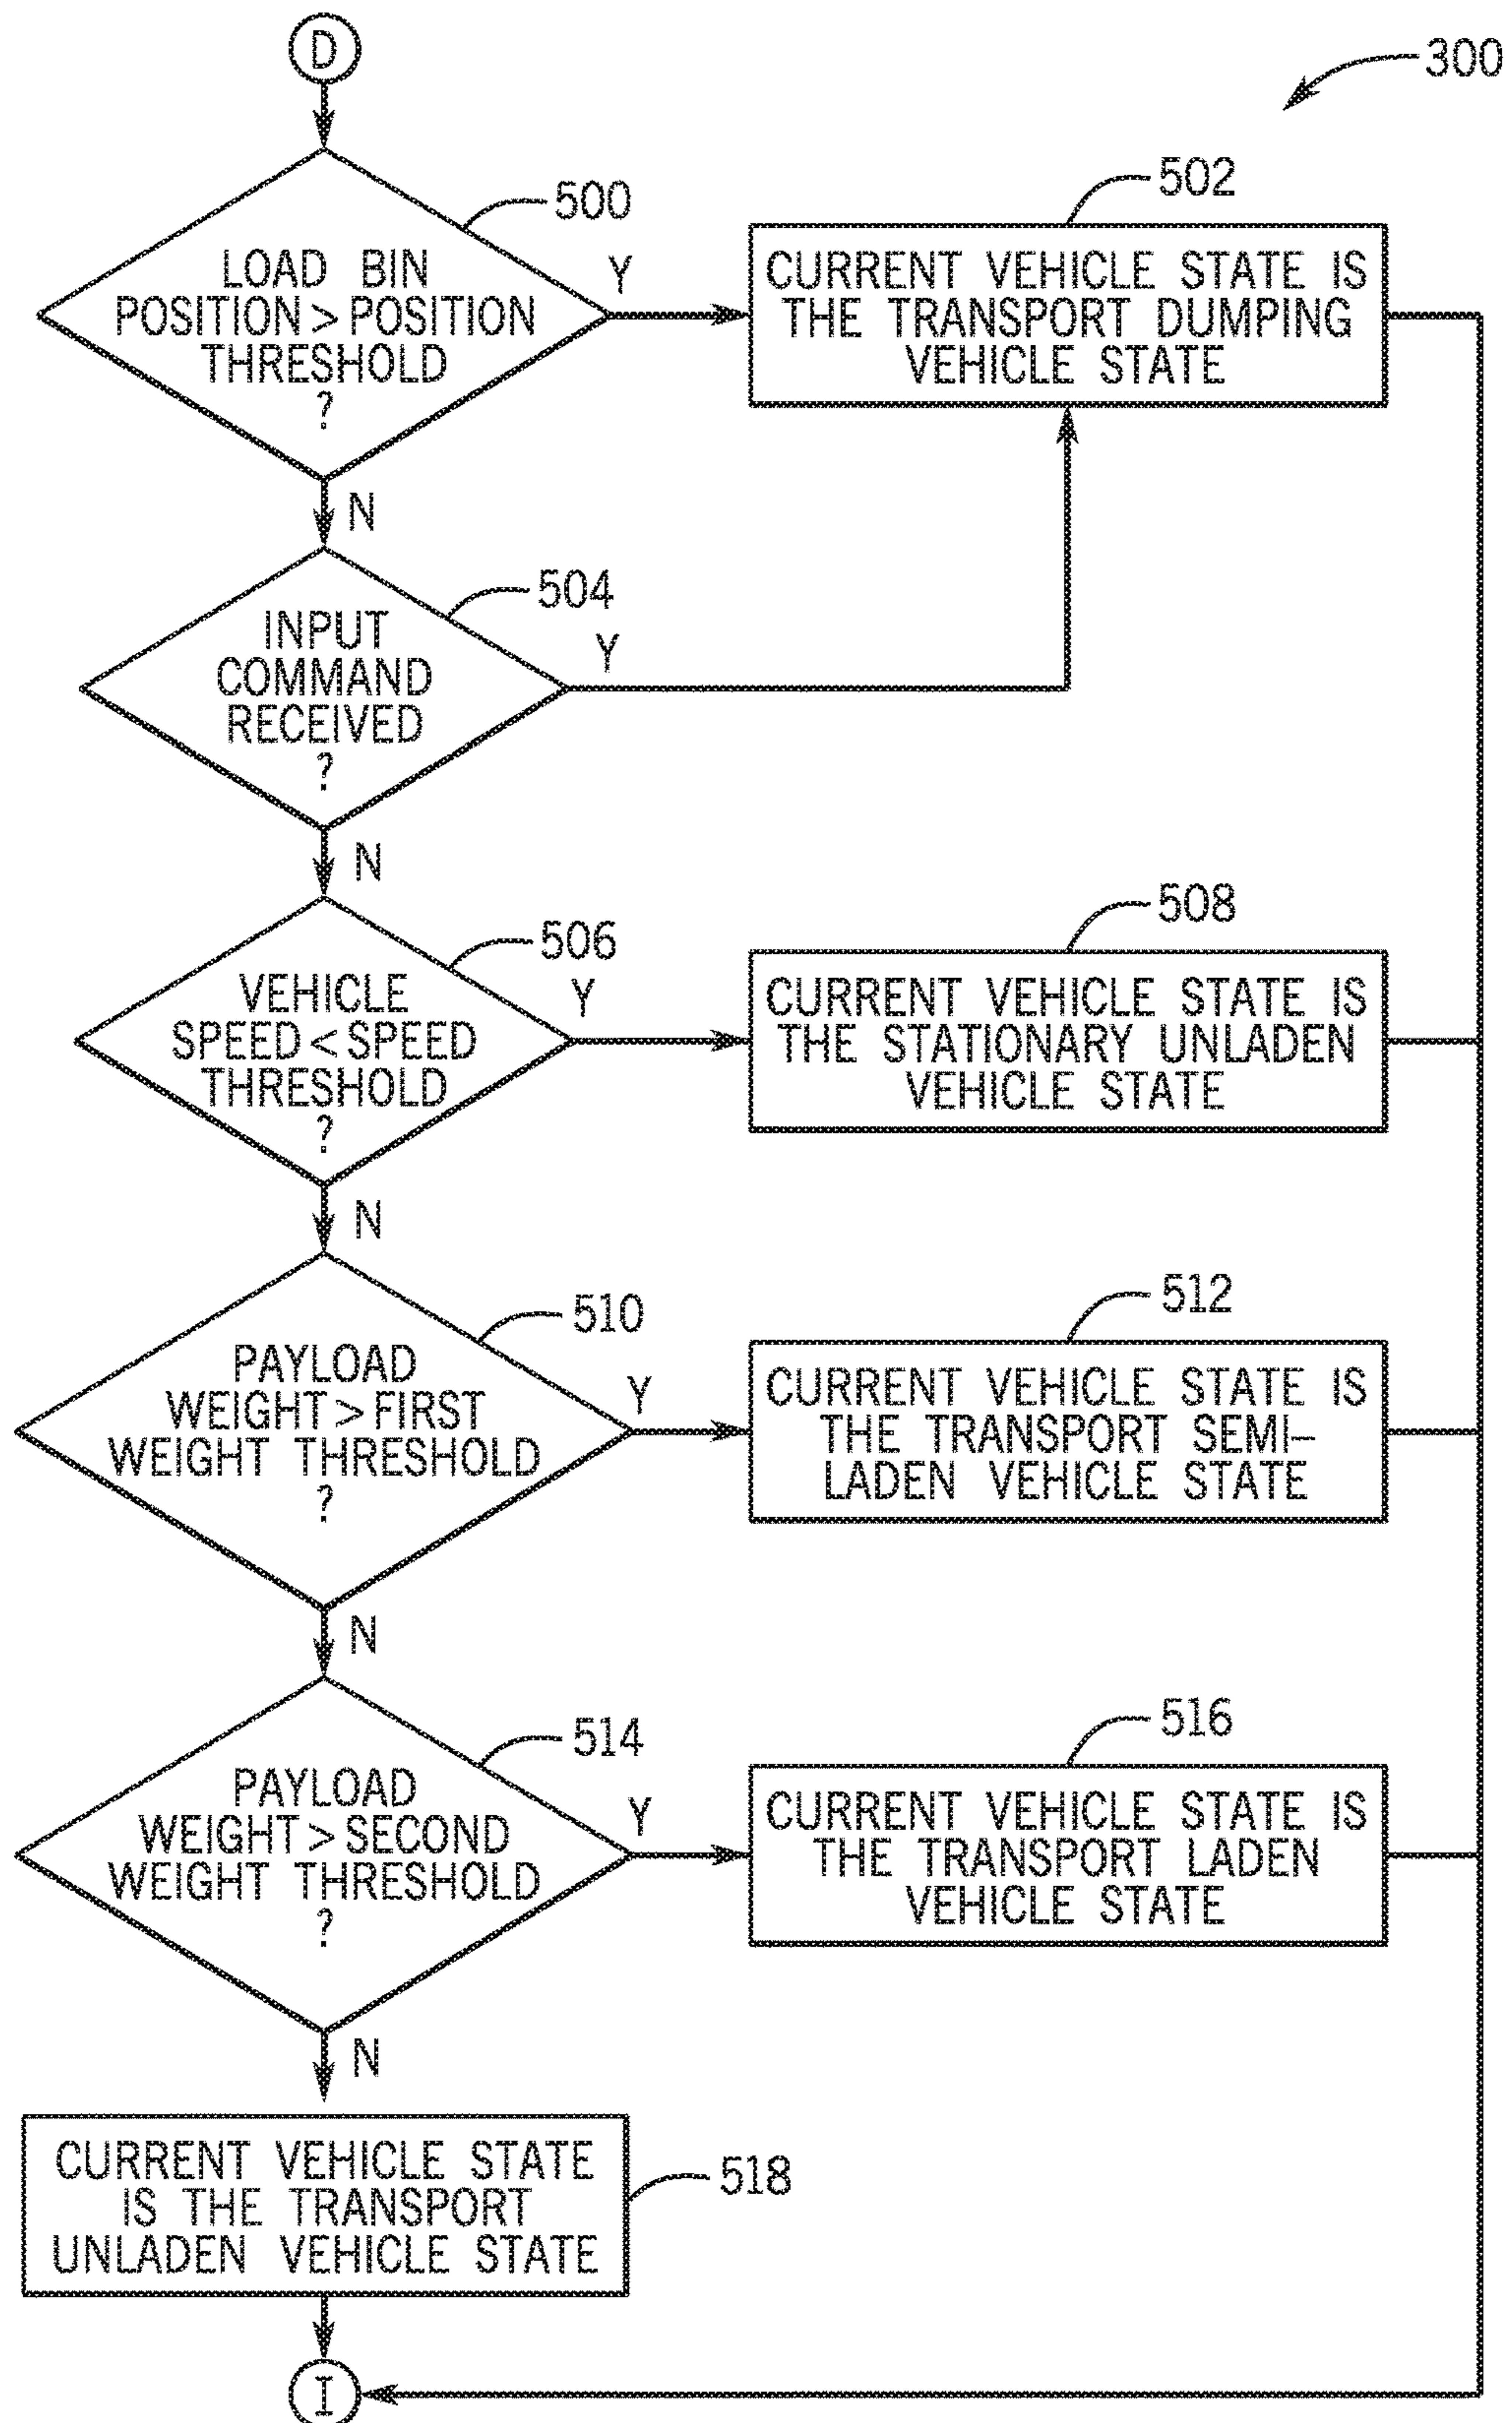 D
300
500
LOAD BIN
POSITION > POSITION
THRESHOLD
?
Y
502
CURRENT VEHICLE STATE IS
THE TRANSPORT DUMPING
VEHICLE STATE
N
504
INPUT
COMMAND
RECEIVED
?
Y
N
506
VEHICLE
SPEED < SPEED
THRESHOLD
?
Y
508
CURRENT VEHICLE STATE IS
THE STATIONARY UNLADEN
VEHICLE STATE
N
510
PAYLOAD
WEIGHT > FIRST
WEIGHT THRESHOLD
?
Y
512
CURRENT VEHICLE STATE IS
THE TRANSPORT SEMI-
LADEN VEHICLE STATE
N
514
PAYLOAD
WEIGHT > SECOND
WEIGHT THRESHOLD
?
Y
516
CURRENT VEHICLE STATE IS
THE TRANSPORT LADEN
VEHICLE STATE
N
CURRENT VEHICLE STATE
IS THE TRANSPORT
UNLADEN VEHICLE STATE
518
I